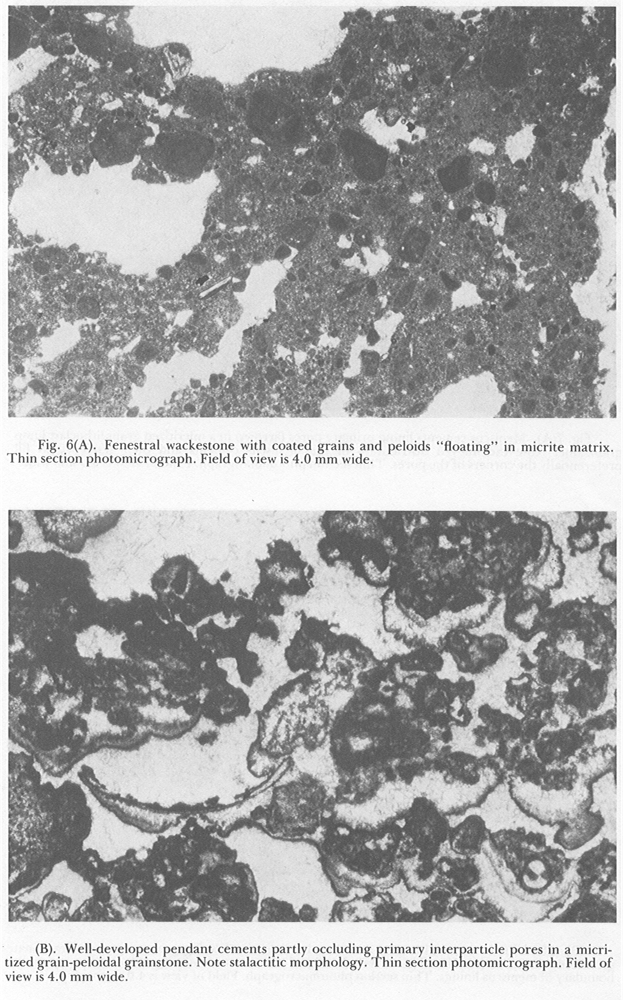 Fig. 6(A). Fenestral wackestone with coated grains and peloids “floating” in micrite matrix.
Thin section photomicrograph. Field of view is 4.0 mm wide.
(B). Well-developed pendant cements partly occluding primary interparticle pores in a micri-
tized grain-peloidal grainstone. Note stalactitic morphology. Thin section photomicrograph. Field of
view is 4.0 mm wide.